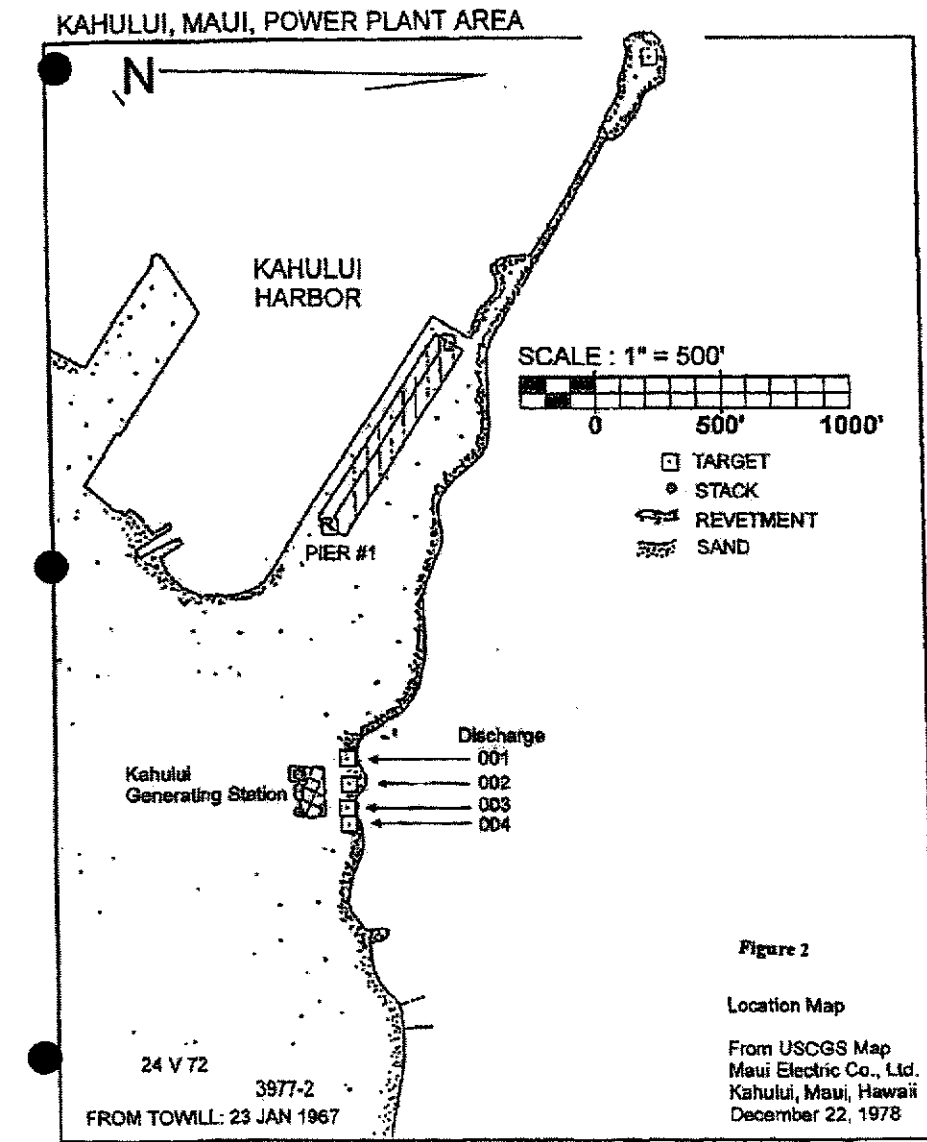 KAHULUI, MAUI, POWER PLANT AREA
N
KAHULUI
HARBOR
SCALE : 1" = 500'
0 500' 1000'
TARGET
STACK
REVETMENT
SAND
PIER #1
Discharge
001
002
003
004
Kahului
Generating Station
Figure 2
Location Map
From USCGS Map
Maui Electric Co., Ltd.
Kahului, Maui, Hawaii
December 22, 1978
24 V 72
3977-2
FROM TOWILL: 23 JAN 1967